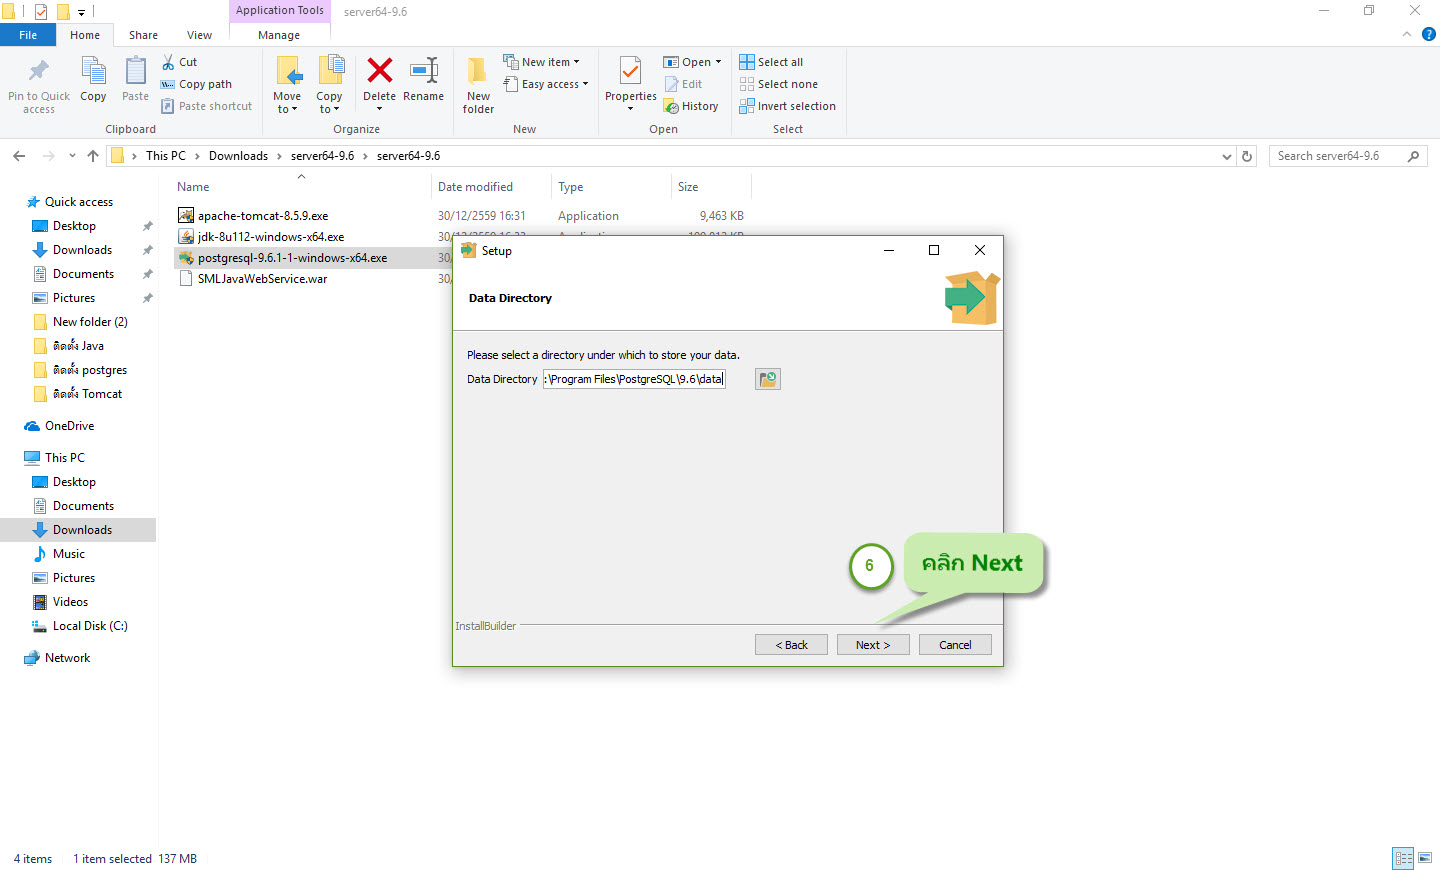 Application Tools
server64-9.6
File
Home
Share
View
Manage
Pin to Quick access
Copy
Paste
Cut
Copy path
Paste shortcut
Clipboard
Move to
Copy to
Delete
Rename
Organize
New folder
New item
Easy access
New
Properties
Open
Edit
History
Open
Select all
Select none
Invert selection
Select
This PC
Downloads
server64-9.6
server64-9.6
Search server64-9.6
Name
Date modified
Type
Size
apache-tomcat-8.5.9.exe
30/12/2559 16:31
Application
9,463 KB
jdk-8u112-windows-x64.exe
postgresql-9.6.1-1-windows-x64.exe
30
SMLJavaWebService.war
30/
Quick access
Desktop
Downloads
Documents
Pictures
New folder (2)
ติดตั้ง Java
ติดตั้ง postgres
ติดตั้ง Tomcat
OneDrive
This PC
Desktop
Documents
Downloads
Music
Pictures
Videos
Local Disk (C:)
Network
Setup
Data Directory
Please select a directory under which to store your data.
Data Directory
:\Program Files\PostgreSQL\9.6\data
6
คลิก Next
InstallBuilder
< Back
Next >
Cancel
4 items
1 item selected 137 MB